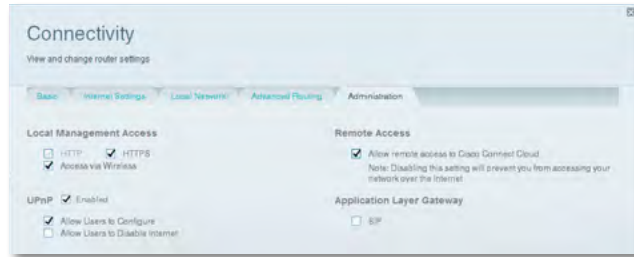 Connectivity
View and change router settings
Basic
Internet Settings
Local Network
Advanced Routing
Administration
Local Management Access
HTTP
HTTPS
Access via Wireless
UPnP
Enabled
Allow Users to Configure
Allow Users to Disable Internet
Remote Access
Allow remote access to Cisco Connect Cloud
Note: Disabling this setting will prevent you from accessing your
network over the Internet
Application Layer Gateway
SIP